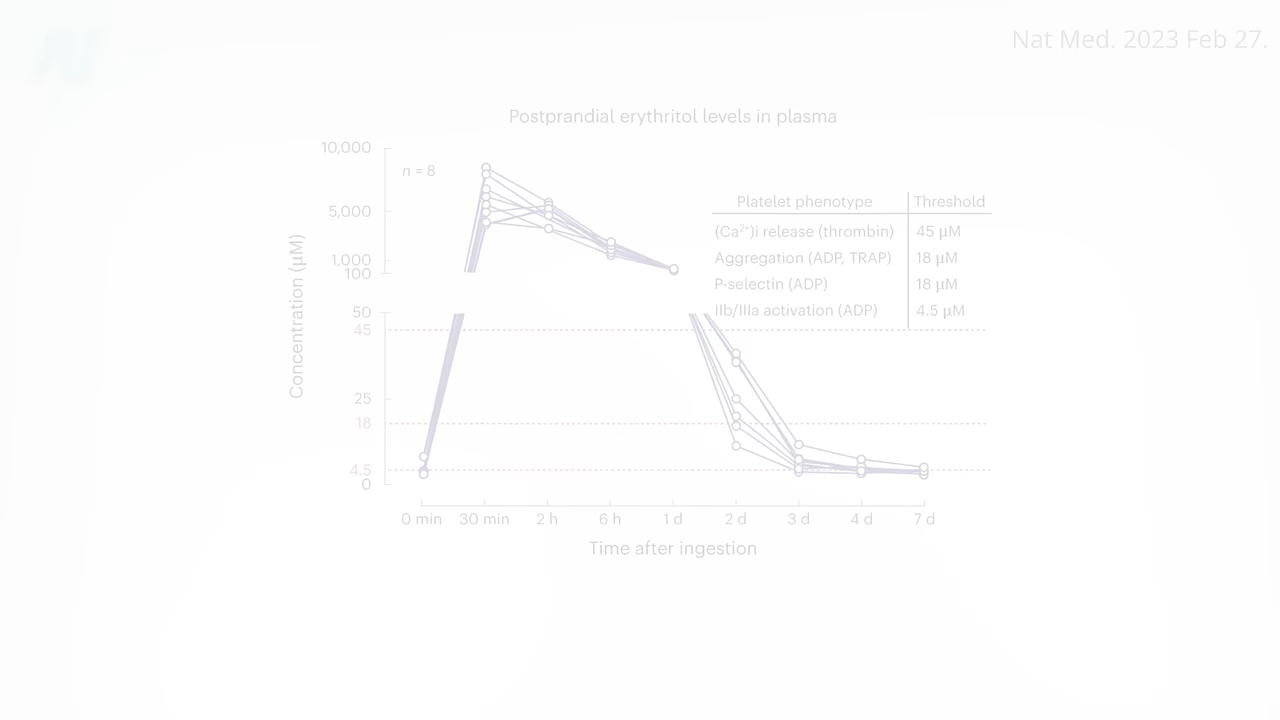 N
Nat Med. 2023 Feb 27.
Postprandial erythritol levels in plasma
10,000
n = 8
5,000
1,000
100
50
45
25
18
4.5
0
Concentration (μM)
Platelet phenotype Threshold
(Ca²⁺)i release (thrombin) 45 μM
Aggregation (ADP, TRAP) 18 μM
P-selectin (ADP) 18 μM
IIb/IIIa activation (ADP) 4.5 μM
0 min 30 min 2 h 6 h 1 d 2 d 3 d 4 d 7 d
Time after ingestion